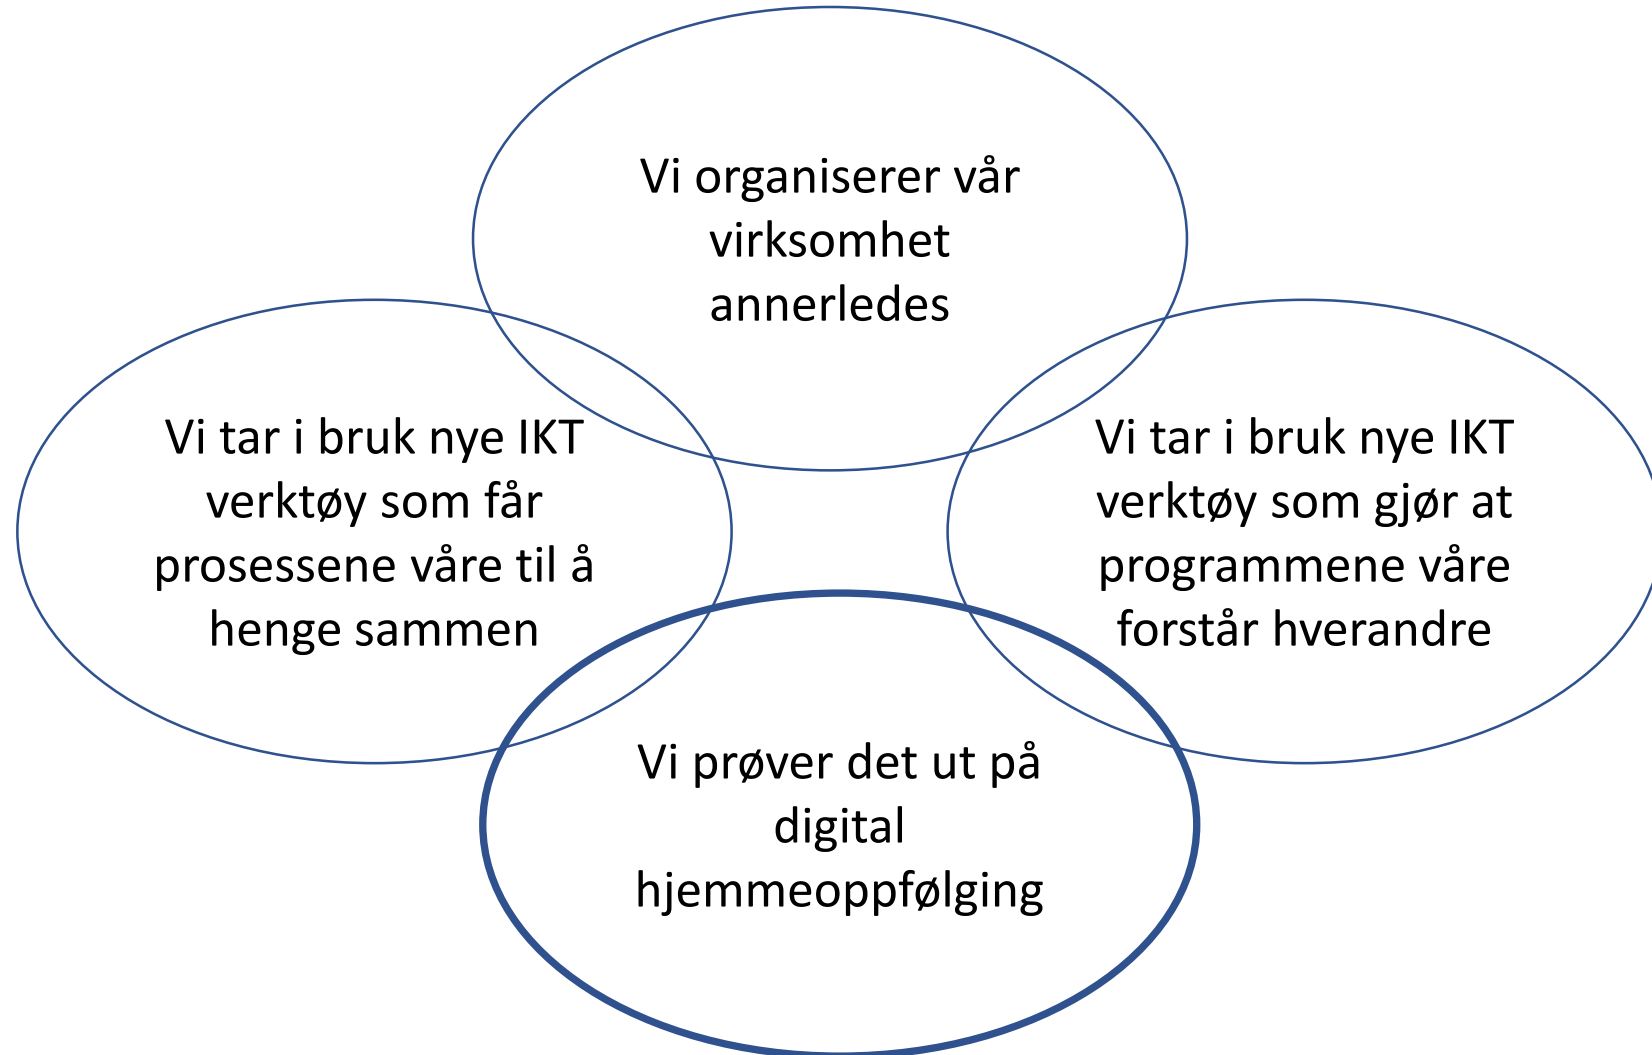 Vi organiserer vår
virksomhet
annerledes
Vi tar i bruk nye IKT
verktøy som får
prosessene våre til å
henge sammen
Vi tar i bruk nye IKT
verktøy som gjør at
programmene våre
forstår hverandre
Vi prøver det ut på
digital
hjemmeoppfølging